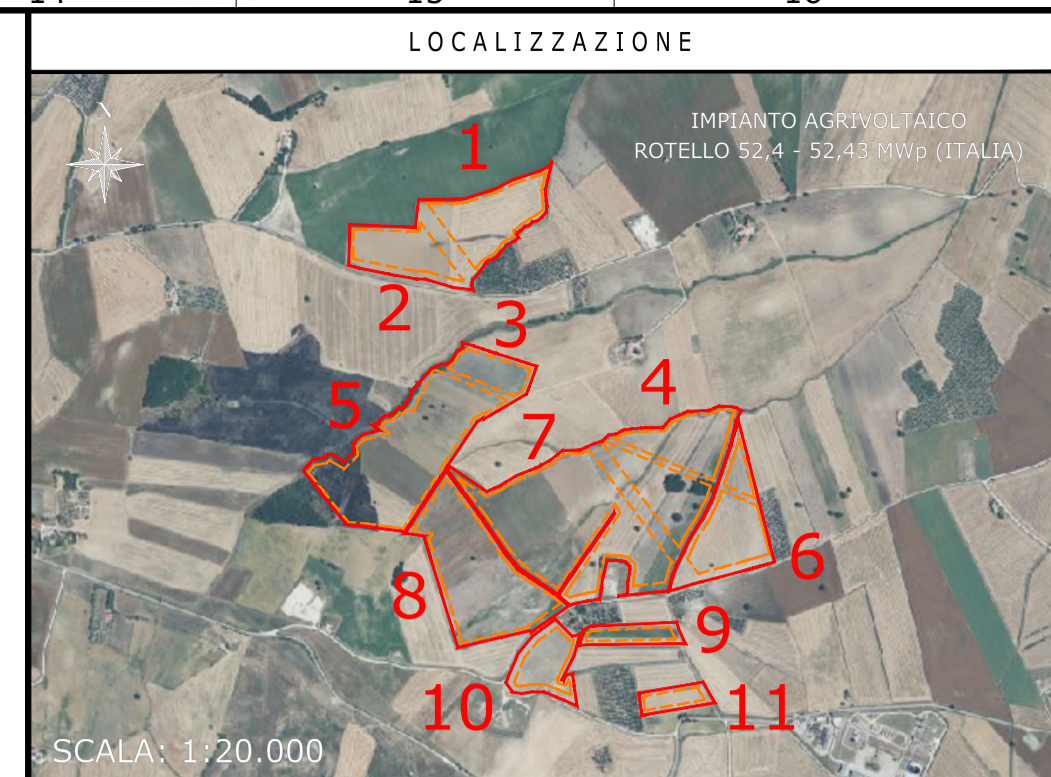 LOCALIZZAZIONE
N
IMPIANTO AGRIVOLTAICO
ROTELLO 52,4 - 52,43 MWp (ITALIA)
1
2
3
4
5
7
6
8
9
10
11
SCALA: 1:20.000